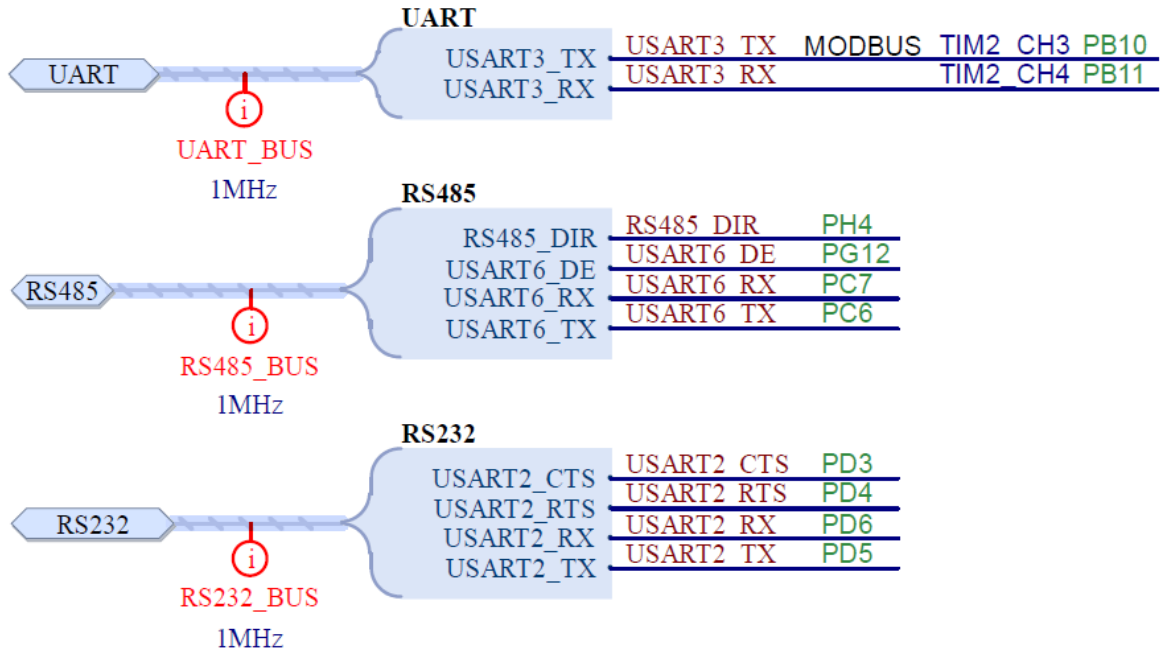 UART
USART3_TX USART3_TX MODBUS TIM2_CH3 PB10
UART
USART3_RX USART3_RX TIM2_CH4 PB11
i
UART_BUS
1MHz
RS485
RS485_DIR RS485_DIR PH4
USART6_DE USART6_DE PG12
RS485
USART6_RX USART6_RX PC7
USART6_TX USART6_TX PC6
i
RS485_BUS
1MHz
RS232
USART2_CTS USART2_CTS PD3
USART2_RTS USART2_RTS PD4
RS232
USART2_RX USART2_RX PD6
USART2_TX USART2_TX PD5
i
RS232_BUS
1MHz